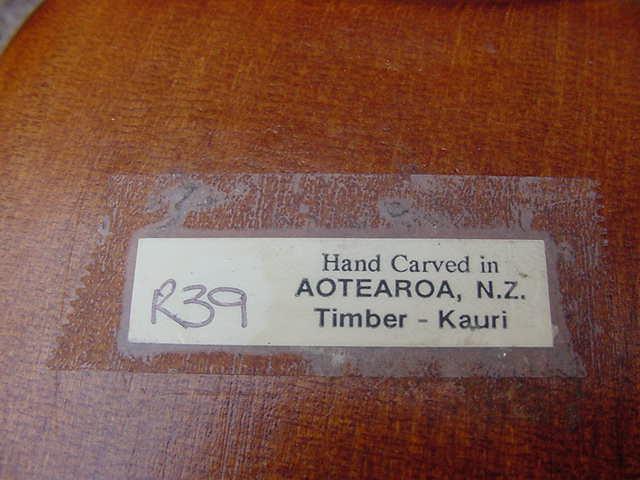 R39
Hand Carved in
AOTEAROA, N.Z.
Timber - Kauri